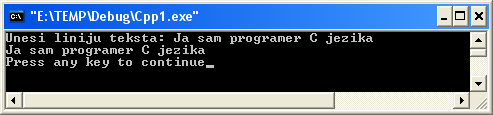 "E:\TEMP\Debug\Cpp1.exe"
Unesi liniju teksta: Ja sam programer C jezika
Ja sam programer C jezika
Press any key to continue_